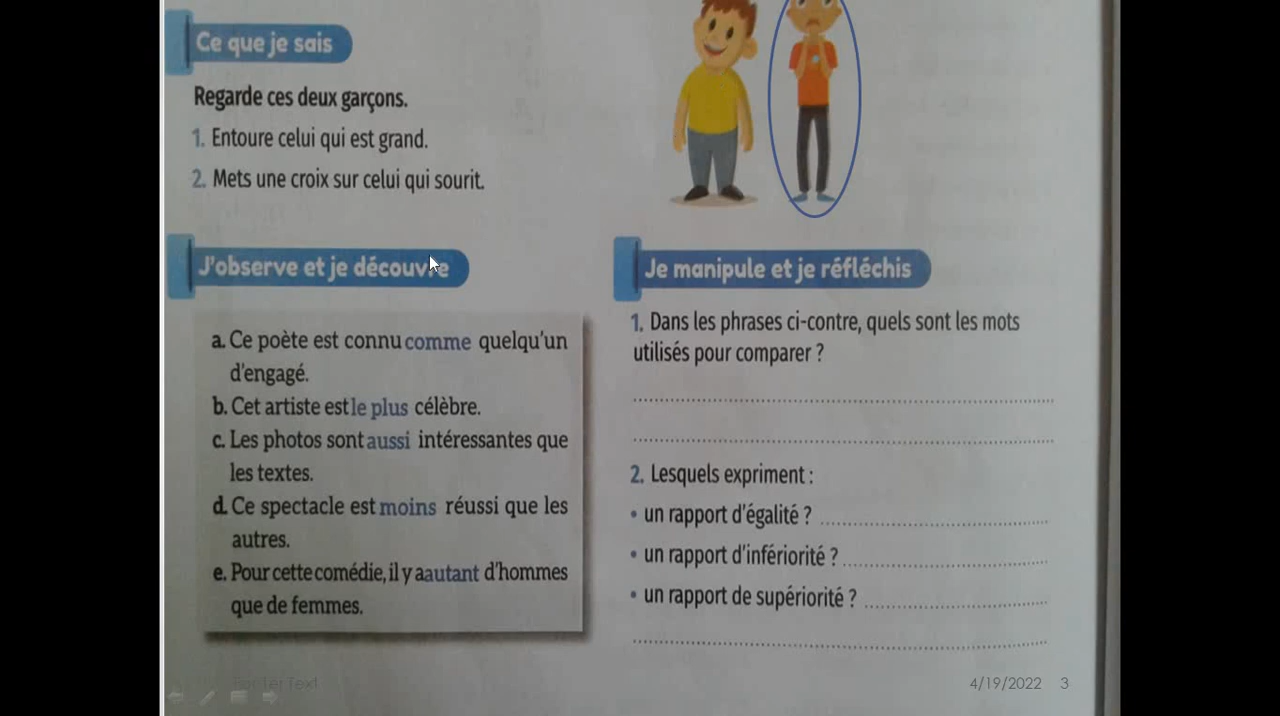 Ce que je sais
Regarde ces deux garçons.
1. Entoure celui qui est grand.
2. Mets une croix sur celui qui sourit.
J'observe et je découvre
a. Ce poète est connu comme quelqu'un
d'engagé.
b. Cet artiste est le plus célèbre.
c. Les photos sont aussi intéressantes que
les textes.
d. Ce spectacle est moins réussi que les
autres.
e. Pour cette comédie, il y a autant d'hommes
que de femmes.
Je manipule et je réfléchis
1. Dans les phrases ci-contre, quels sont les mots
utilisés pour comparer ?
2. Lesquels expriment :
• un rapport d'égalité ?
• un rapport d'infériorité ?
• un rapport de supériorité ?
4/19/2022 3